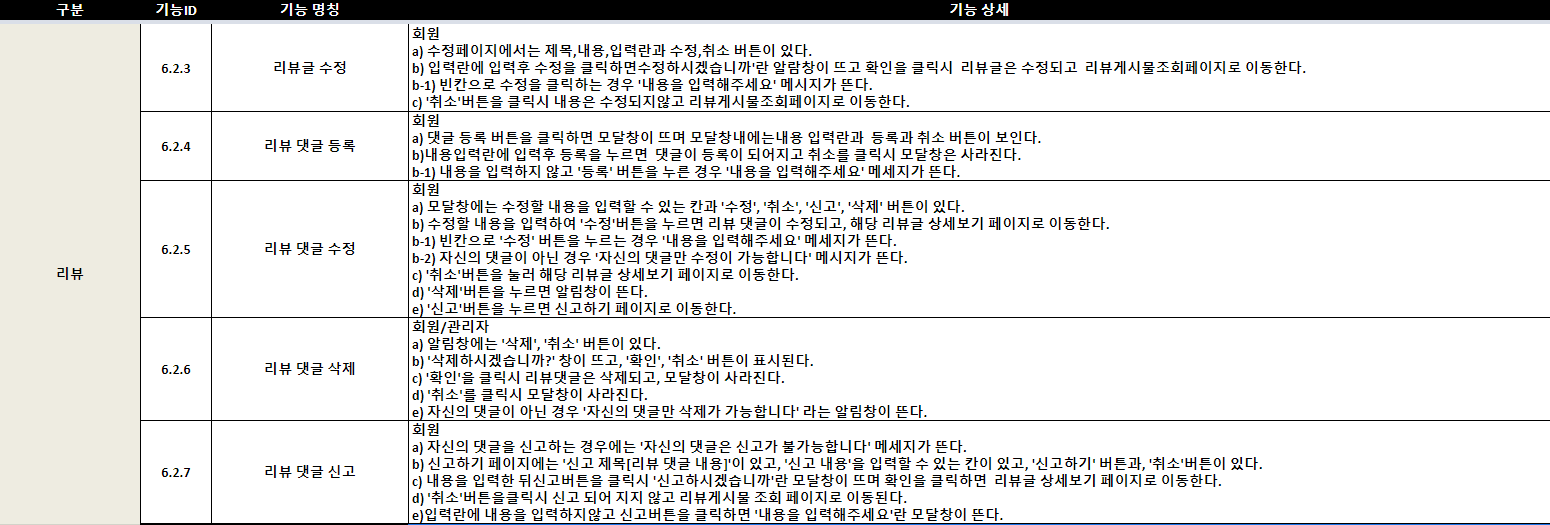 구분 기능ID 기능 명칭 기능 상세
리뷰
6.2.3 리뷰글 수정
회원
a) 수정페이지에서는 제목,내용,입력란과 수정,취소 버튼이 있다.
b) 입력란에 입력후 수정을 클릭하면수정하시겠습니까'란 알람창이 뜨고 확인을 클릭시 리뷰글은 수정되고 리뷰게시물조회페이지로 이동한다.
b-1) 빈칸으로 수정을 클릭하는 경우 '내용을 입력해주세요' 메시지가 뜬다.
c) '취소'버튼을 클릭시 내용은 수정되지않고 리뷰게시물조회페이지로 이동한다.
6.2.4 리뷰 댓글 등록
회원
a) 댓글 등록 버튼을 클릭하면 모달창이 뜨며 모달창내에는내용 입력란과 등록과 취소 버튼이 보인다.
b)내용입력란에 입력후 등록을 누르면 댓글이 등록이 되어지고 취소를 클릭시 모달창은 사라진다.
b-1) 내용을 입력하지 않고 '등록' 버튼을 누른 경우 '내용을 입력해주세요' 메세지가 뜬다.
6.2.5 리뷰 댓글 수정
회원
a) 모달창에는 수정할 내용을 입력할 수 있는 칸과 '수정', '취소', '신고', '삭제' 버튼이 있다.
b) 수정할 내용을 입력하여 '수정'버튼을 누르면 리뷰 댓글이 수정되고, 해당 리뷰글 상세보기 페이지로 이동한다.
b-1) 빈칸으로 '수정' 버튼을 누르는 경우 '내용을 입력해주세요' 메세지가 뜬다.
b-2) 자신의 댓글이 아닌 경우 '자신의 댓글만 수정이 가능합니다' 메시지가 뜬다.
c) '취소'버튼을 눌러 해당 리뷰글 상세보기 페이지로 이동한다.
d) '삭제'버튼을 누르면 알림창이 뜬다.
e) '신고'버튼을 누르면 신고하기 페이지로 이동한다.
6.2.6 리뷰 댓글 삭제
회원/관리자
a) 알림창에는 '삭제', '취소' 버튼이 있다.
b) '삭제하시겠습니까?' 창이 뜨고, '확인', '취소' 버튼이 표시된다.
c) '확인'을 클릭시 리뷰댓글은 삭제되고, 모달창이 사라진다.
d) '취소'를 클릭시 모달창이 사라진다.
e) 자신의 댓글이 아닌 경우 '자신의 댓글만 삭제가 가능합니다' 라는 알림창이 뜬다.
6.2.7 리뷰 댓글 신고
회원
a) 자신의 댓글을 신고하는 경우에는 '자신의 댓글은 신고가 불가능합니다' 메세지가 뜬다.
b) 신고하기 페이지에는 '신고 제목[리뷰 댓글 내용]'이 있고, '신고 내용'을 입력할 수 있는 칸이 있고, '신고하기' 버튼과, '취소'버튼이 있다.
c) 내용을 입력한 뒤신고버튼을 클릭시 '신고하시겠습니까'란 모달창이 뜨며 확인을 클릭하면 리뷰글 상세보기 페이지로 이동한다.
d) '취소'버튼을클릭시 신고 되어 지지 않고 리뷰게시물 조회 페이지로 이동된다.
e)입력란에 내용을 입력하지않고 신고버튼을 클릭하면 '내용을 입력해주세요'란 모달창이 뜬다.